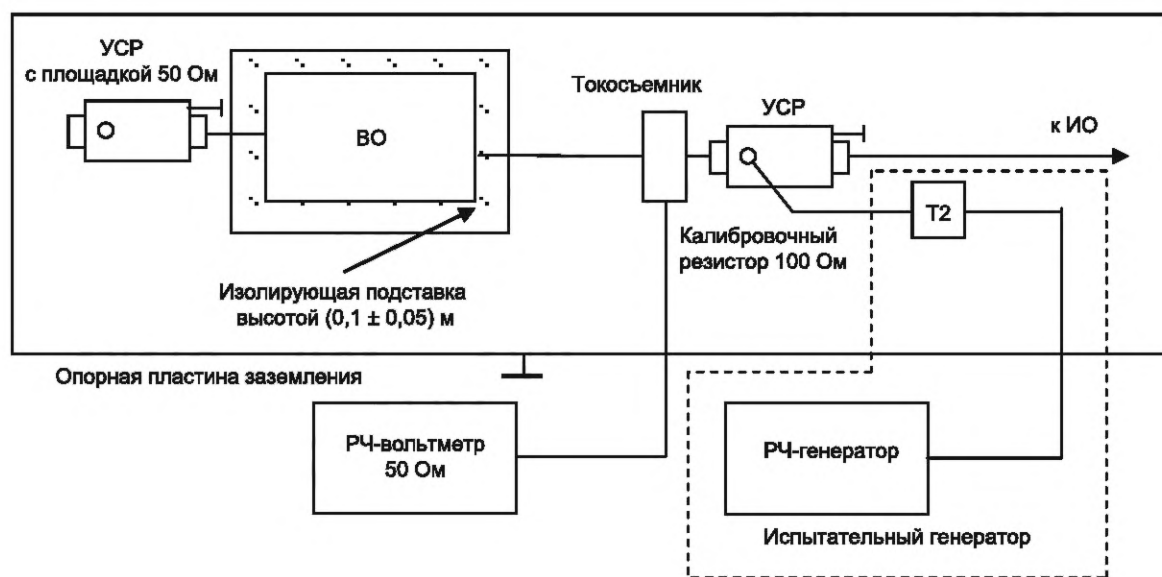 УСР
с площадкой 50 Ом
ВО
Токосъемник
УСР
к ИО
Т2
Калибровочный
резистор 100 Ом
Изолирующая подставка
высотой (0,1 ± 0,05) м
Опорная пластина заземления
РЧ-вольтметр
50 Ом
РЧ-генератор
Испытательный генератор